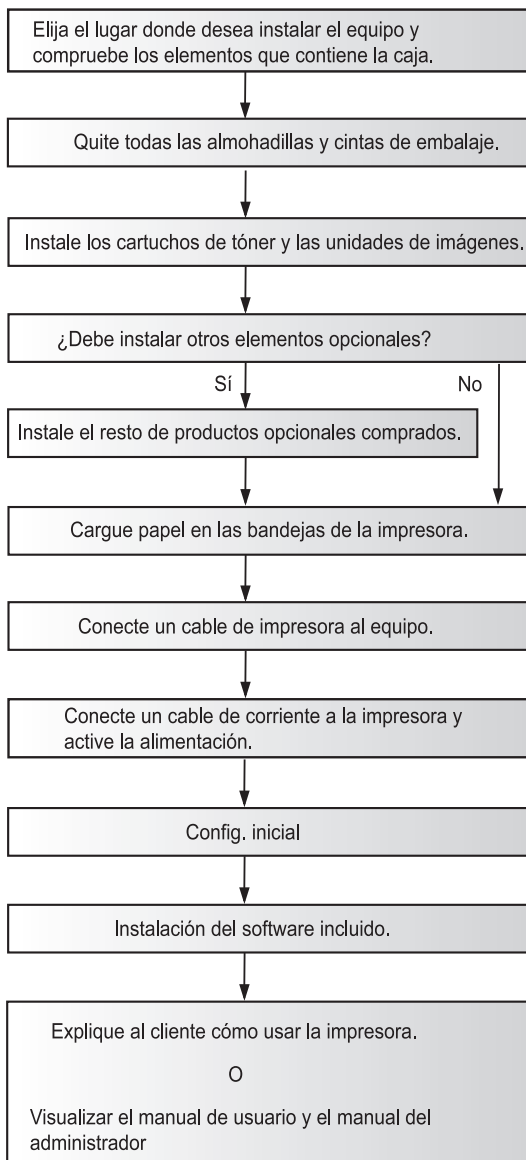 Elija el lugar donde desea instalar el equipo y
compruebe los elementos que contiene la caja.
Quite todas las almohadillas y cintas de embalaje.
Instale los cartuchos de tóner y las unidades de imágenes.
¿Debe instalar otros elementos opcionales?
Sí
No
Instale el resto de productos opcionales comprados.
Cargue papel en las bandejas de la impresora.
Conecte un cable de impresora al equipo.
Conecte un cable de corriente a la impresora y
active la alimentación.
Config. inicial
Instalación del software incluido.
Explique al cliente cómo usar la impresora.
O
Visualizar el manual de usuario y el manual del
administrador